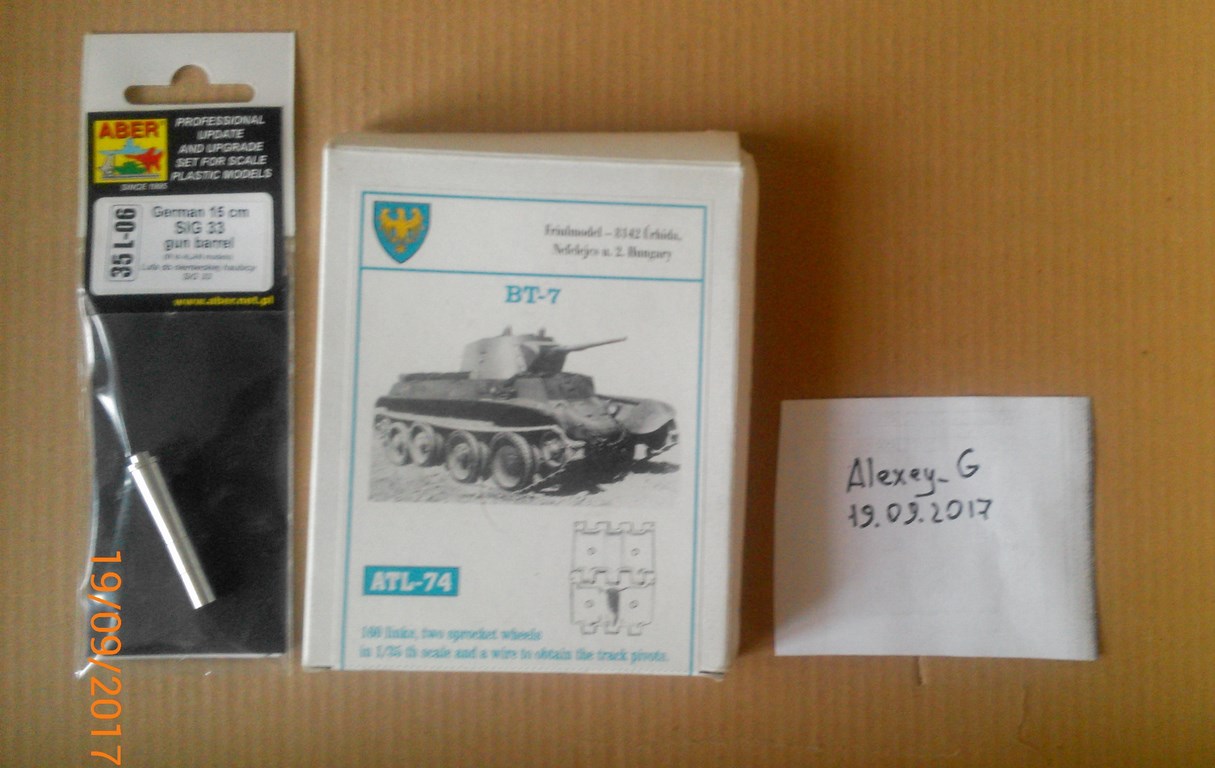 ABER
SINCE 1995
PROFESSIONAL
UPDATE
AND UPGRADE
SET FOR SCALE
PLASTIC MODELS
35 L-06
German 15 cm
SIG 33
gun barrel
SIG 33
www.aber.net.pl
Friulmodel - 8142 Úrhida,
Nefelejcs u. 2. Hungary
BT-7
ATL-74
160 links, two sprocket wheels
in 1/35 th scale and a wire to obtain the track pivots.
Alexey_G
19.09.2017
19/09/2017